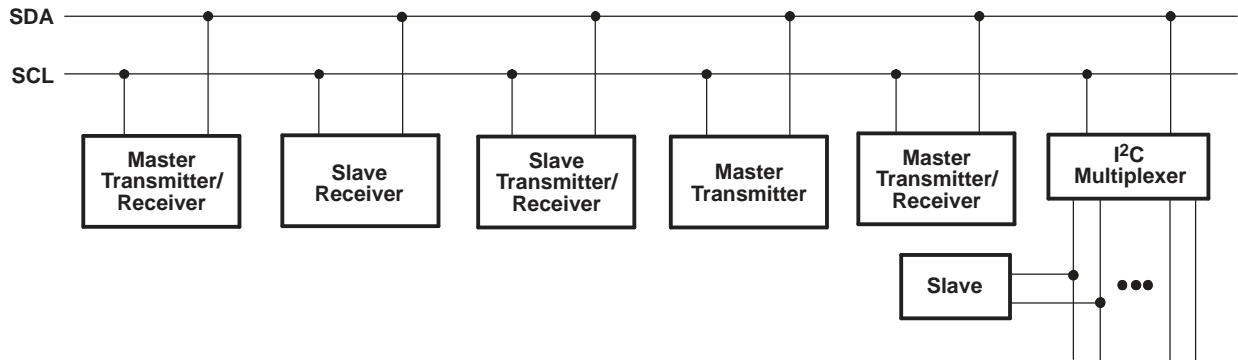 SDA
SCL
Master
Transmitter/
Receiver
Slave
Receiver
Slave
Transmitter/
Receiver
Master
Transmitter
Master
Transmitter/
Receiver
I²C
Multiplexer
Slave